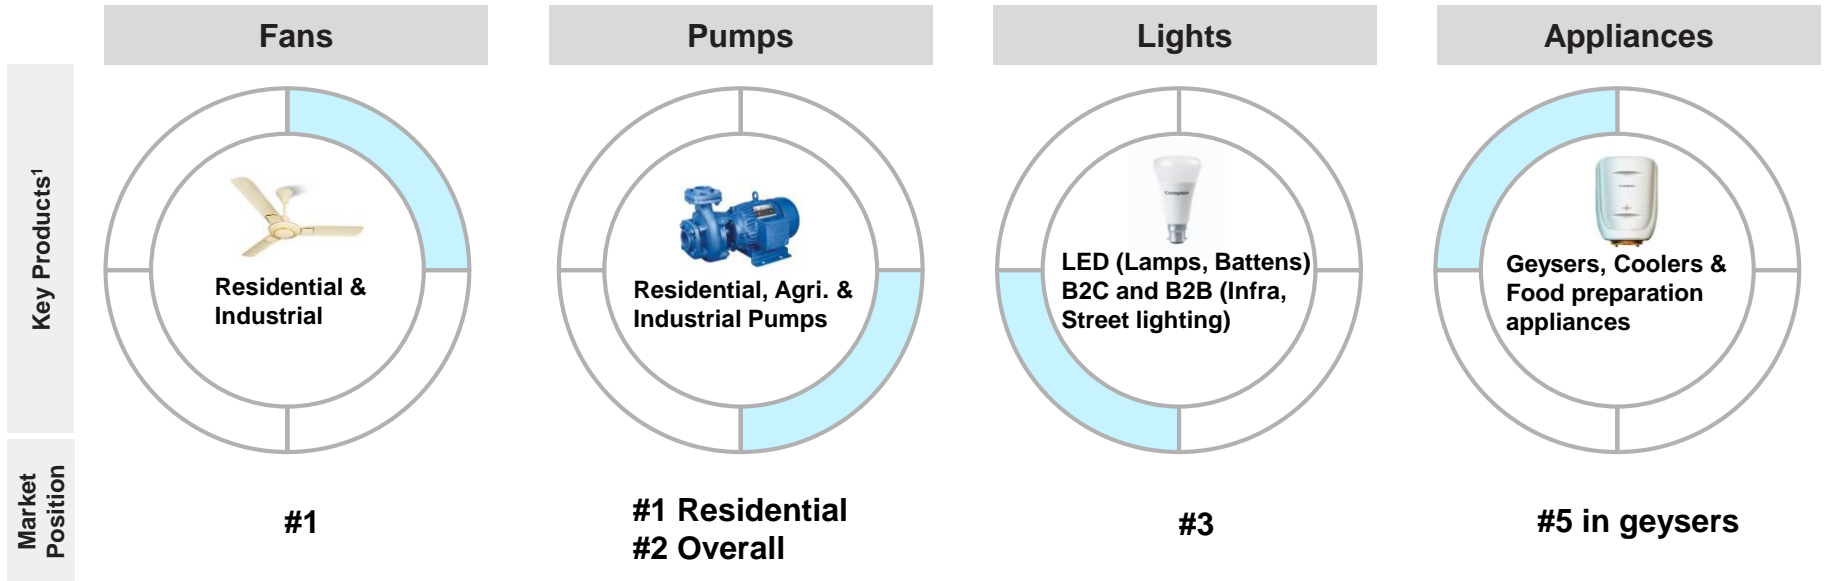 Fans
Pumps
Lights
Appliances
Key Products¹
Residential &
Industrial
Residential, Agri. &
Industrial Pumps
Crompton
LED (Lamps, Battens)
B2C and B2B (Infra,
Street lighting)
Geysers, Coolers &
Food preparation
appliances
Market
Position
#1
#1 Residential
#2 Overall
#3
#5 in geysers